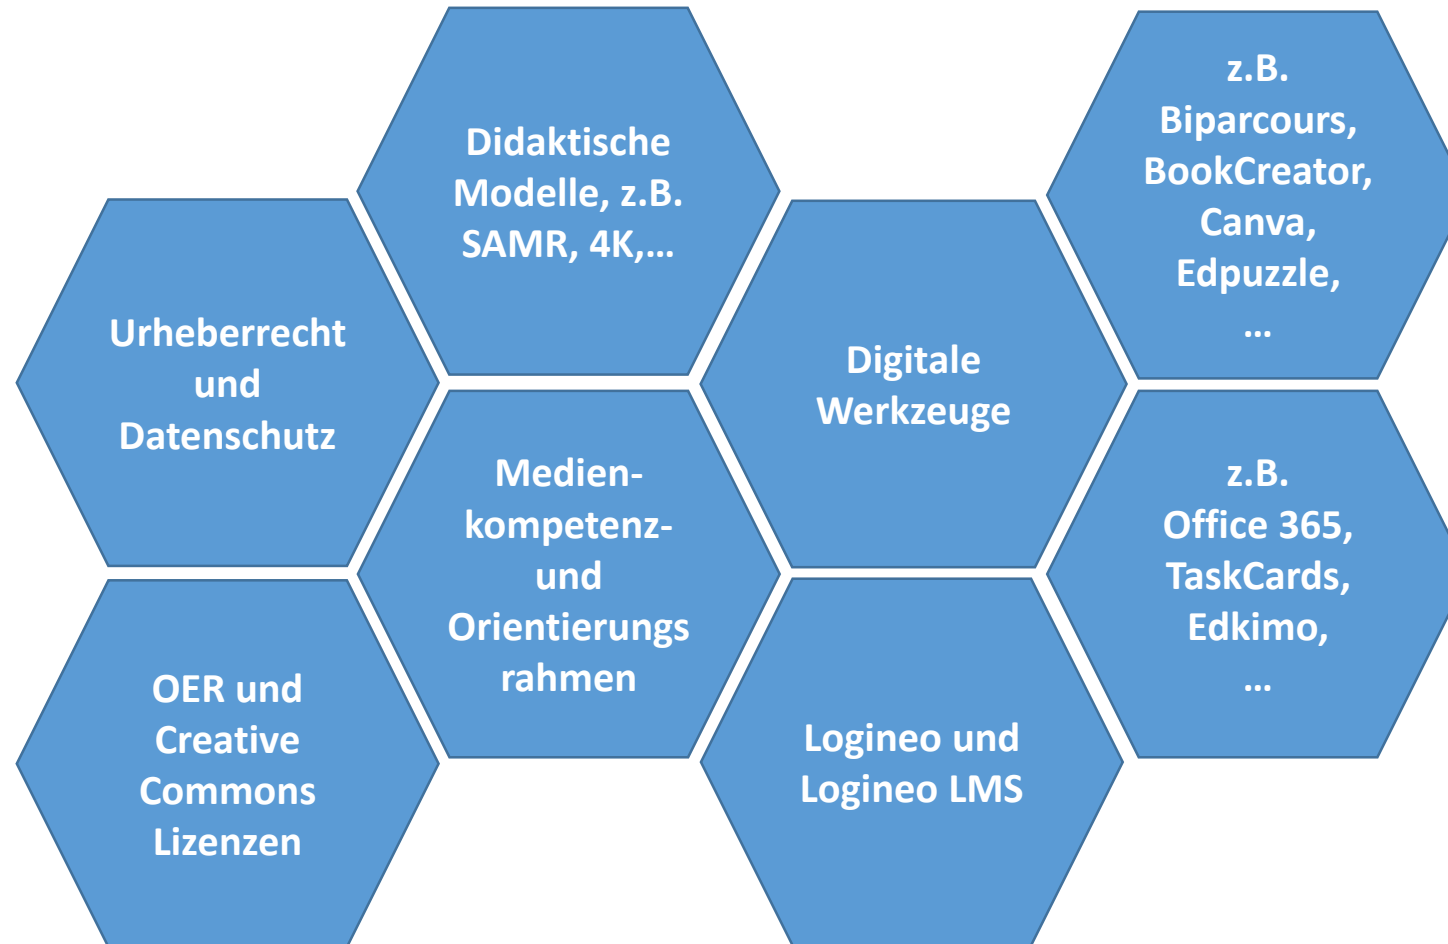 Didaktische
Modelle, z.B.
SAMR, 4K,...
z.B.
Biparcours,
BookCreator,
Canva,
Edpuzzle,
...
Urheberrecht
und
Datenschutz
Digitale
Werkzeuge
Medien-
kompetenz-
und
Orientierungs
rahmen
z.B.
Office 365,
TaskCards,
Edkimo,
...
OER und
Creative
Commons
Lizenzen
Logineo und
Logineo LMS